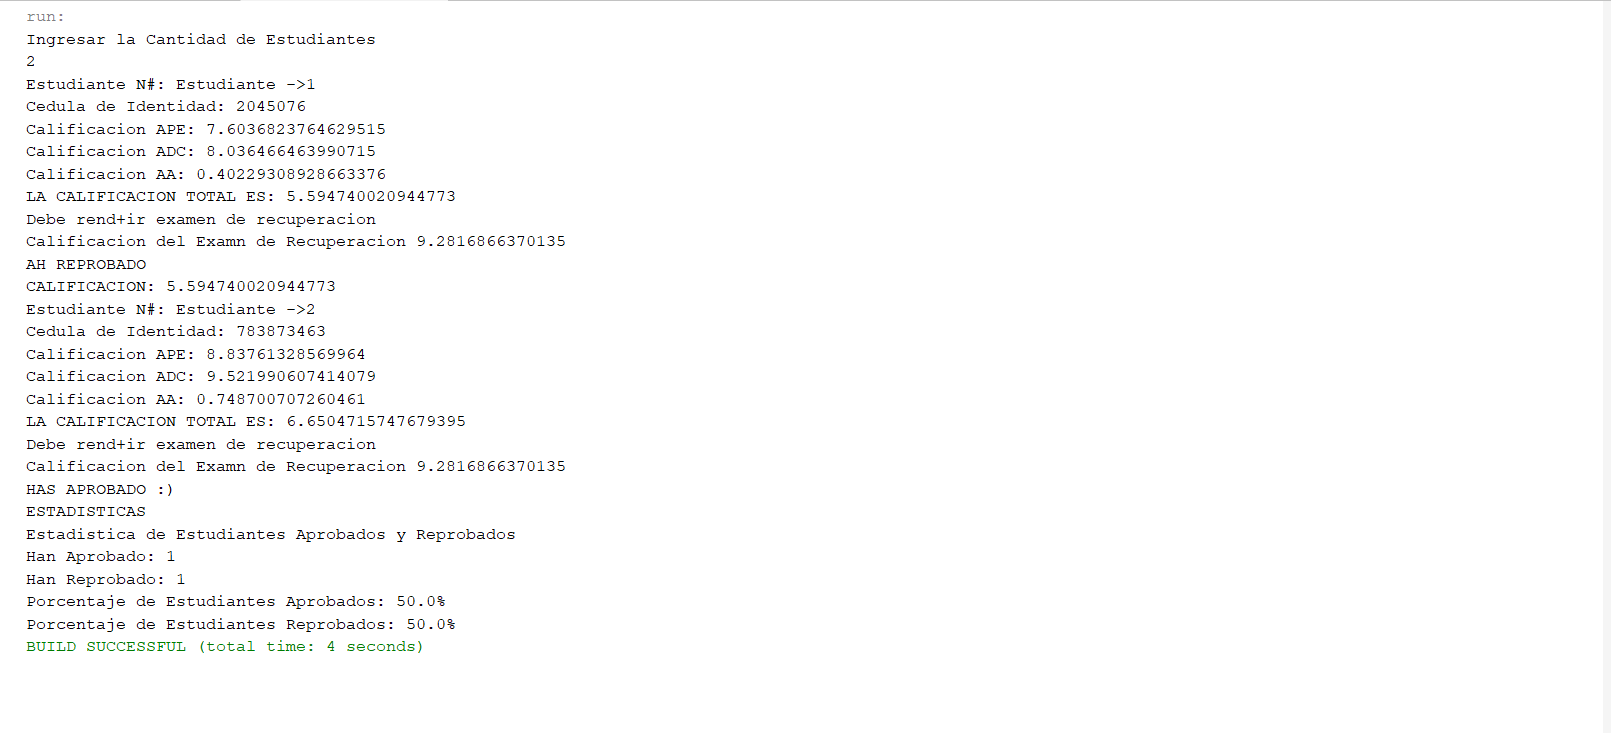 run:
Ingresar la Cantidad de Estudiantes
2
Estudiante N#: Estudiante ->1
Cedula de Identidad: 2045076
Calificacion APE: 7.6036823764629515
Calificacion ADC: 8.036466463990715
Calificacion AA: 0.40229308928663376
LA CALIFICACION TOTAL ES: 5.594740020944773
Debe rend+ir examen de recuperacion
Calificacion del Examn de Recuperacion 9.2816866370135
AH REPROBADO
CALIFICACION: 5.594740020944773
Estudiante N#: Estudiante ->2
Cedula de Identidad: 783873463
Calificacion APE: 8.83761328569964
Calificacion ADC: 9.521990607414079
Calificacion AA: 0.748700707260461
LA CALIFICACION TOTAL ES: 6.6504715747679395
Debe rend+ir examen de recuperacion
Calificacion del Examn de Recuperacion 9.2816866370135
HAS APROBADO :)
ESTADISTICAS
Estadistica de Estudiantes Aprobados y Reprobados
Han Aprobado: 1
Han Reprobado: 1
Porcentaje de Estudiantes Aprobados: 50.0%
Porcentaje de Estudiantes Reprobados: 50.0%
BUILD SUCCESSFUL (total time: 4 seconds)